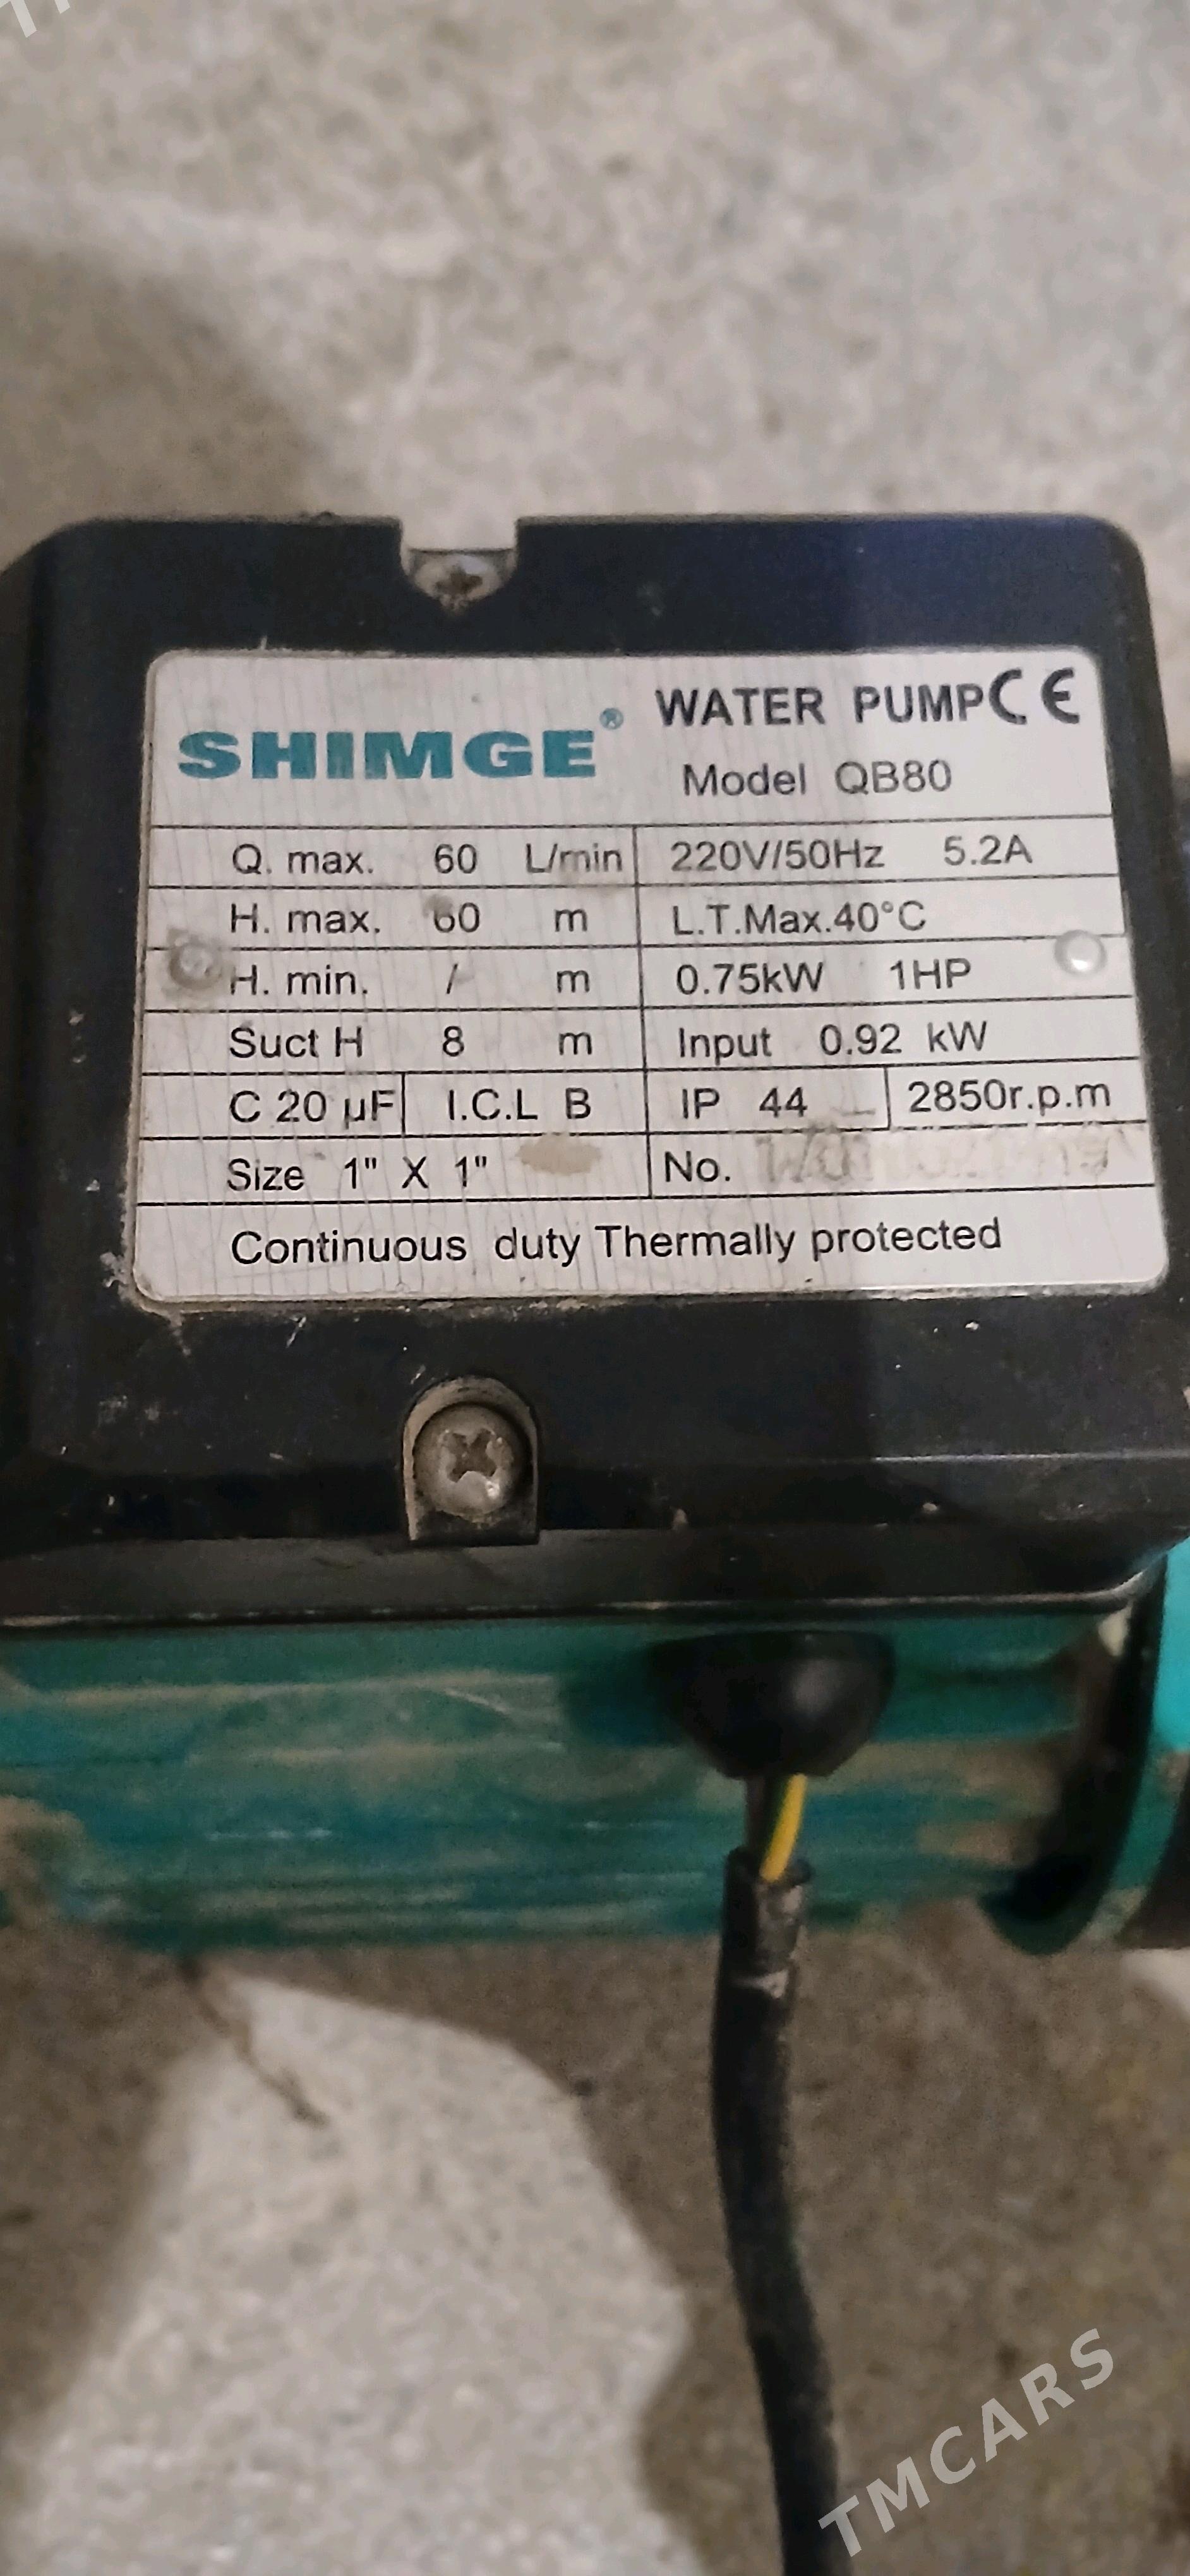 SHIMGE® WATER PUMP CE
Model QB80
Q. max. 60 L/min 220V/50Hz 5.2A
H. max. 60 m L.T.Max.40°C
H. min. / m 0.75kW 1HP
Suct H 8 m Input 0.92 kW
C 20 µF I.C.L B IP 44 2850r.p.m
Size 1" X 1" No.
Continuous duty Thermally protected
TMCARS